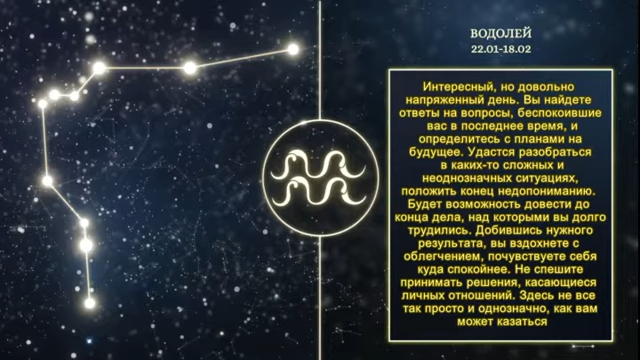 ВОДОЛЕЙ
22.01-18.02
Интересный, но довольно
напряженный день. Вы найдете
ответы на вопросы, беспокоившие
вас в последнее время, и
определитесь с планами на
будущее. Удастся разобраться
в каких-то сложных и
неоднозначных ситуациях,
положить конец недопониманию.
Будет возможность довести до
конца дела, над которыми вы долго
трудились. Добившись нужного
результата, вы вздохнете с
облегчением, почувствуете себя
куда спокойнее. Не спешите
принимать решения, касающиеся
личных отношений. Здесь не все
так просто и однозначно, как вам
может казаться